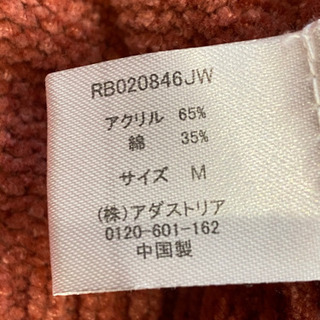 RB020846JW
アクリル 65%
綿 35%
サイズ M
(株)アダストリア
0120-601-162
中国製